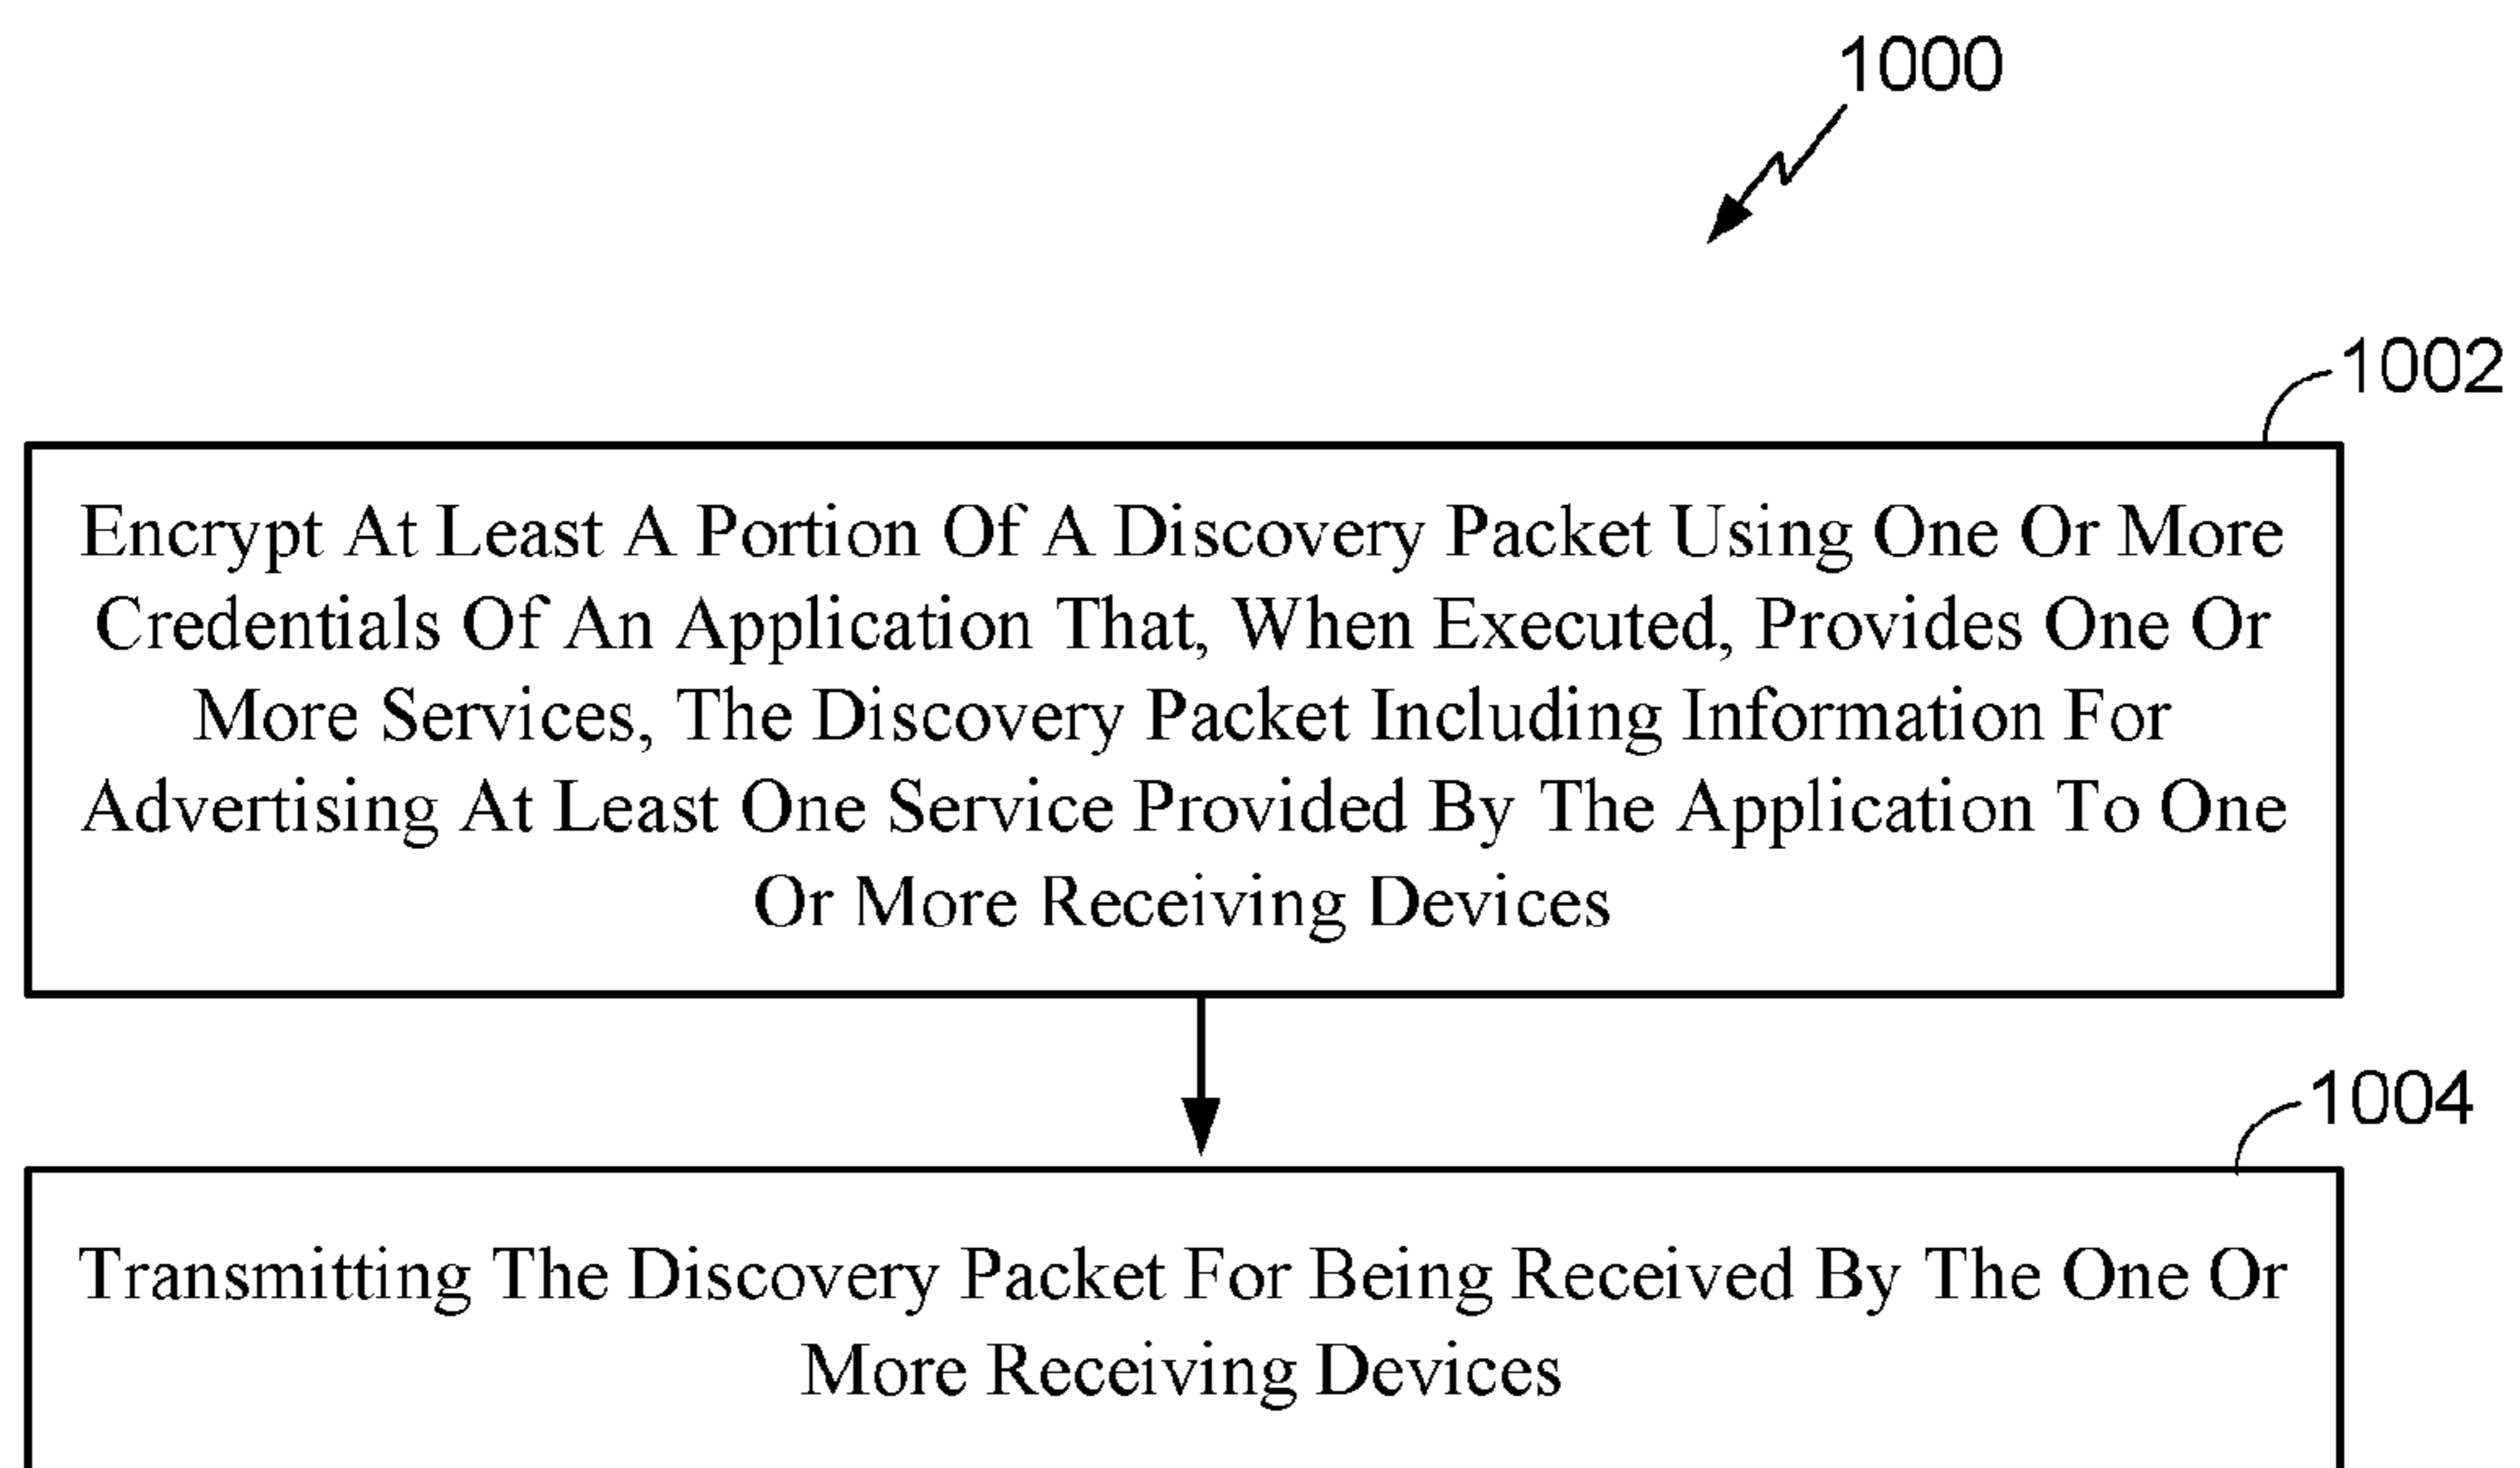 1000
1002
Encrypt At Least A Portion Of A Discovery Packet Using One Or More
Credentials Of An Application That, When Executed, Provides One Or
More Services, The Discovery Packet Including Information For
Advertising At Least One Service Provided By The Application To One
Or More Receiving Devices
1004
Transmitting The Discovery Packet For Being Received By The One Or
More Receiving Devices